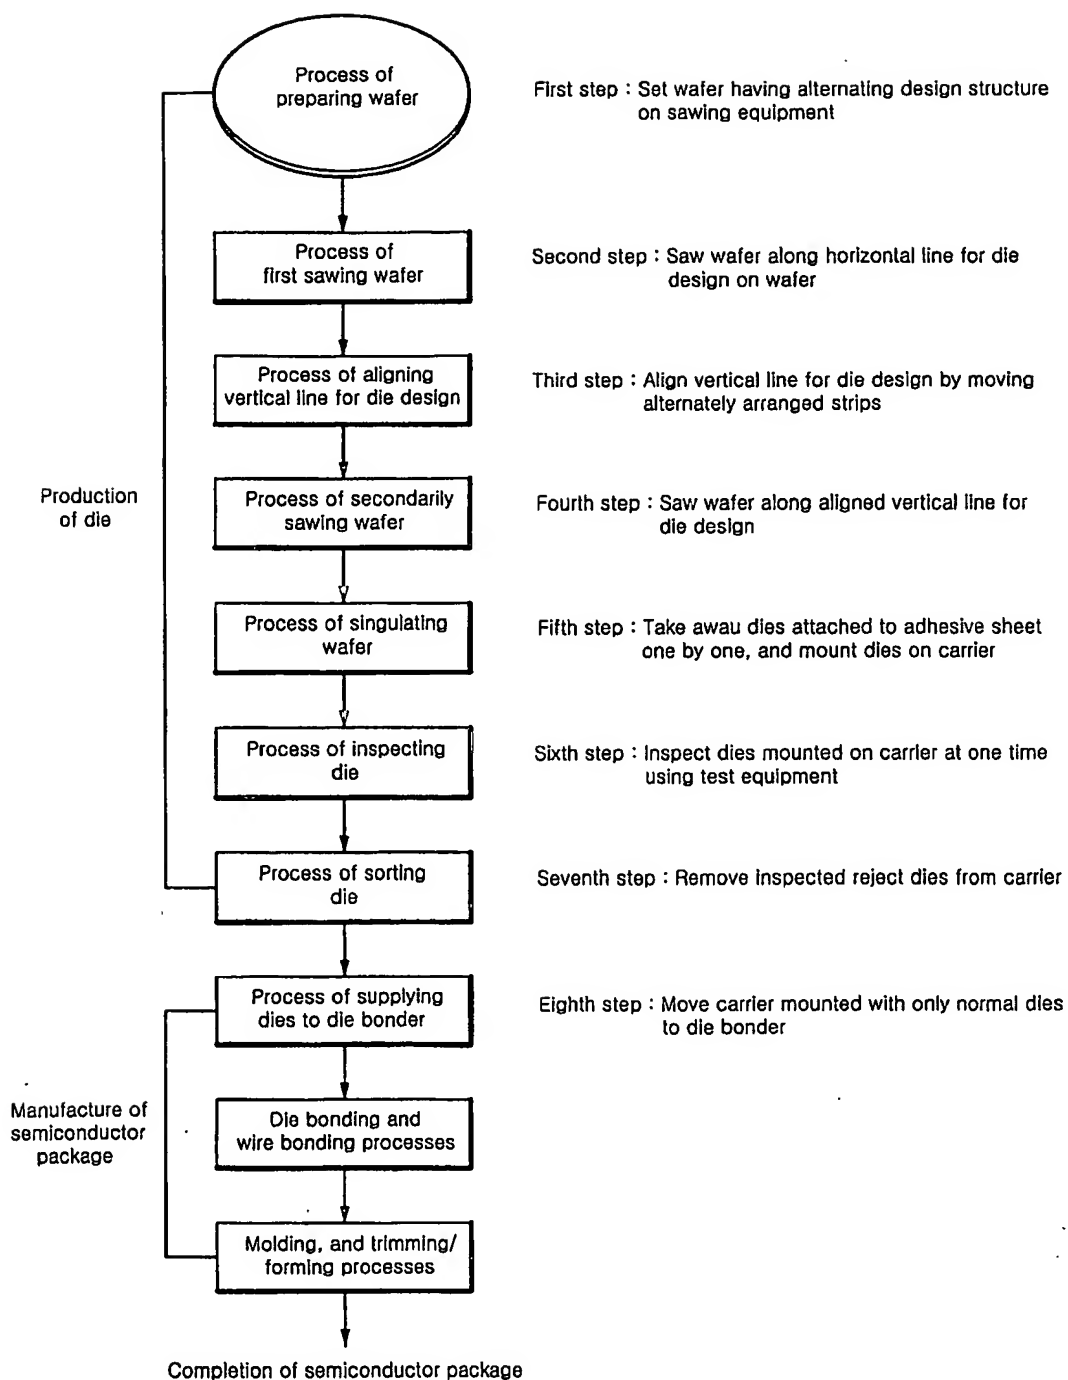 Process of
preparing wafer
First step : Set wafer having alternating design structure
on sawing equipment
Process of
first sawing wafer
Second step : Saw wafer along horizontal line for die
design on wafer
Process of aligning
vertical line for die design
Third step : Align vertical line for die design by moving
alternately arranged strips
Production
of die
Process of secondarily
sawing wafer
Fourth step : Saw wafer along aligned vertical line for
die design
Process of singulating
wafer
Fifth step : Take awau dies attached to adhesive sheet
one by one, and mount dies on carrier
Process of inspecting
die
Sixth step : Inspect dies mounted on carrier at one time
using test equipment
Process of sorting
die
Seventh step : Remove inspected reject dies from carrier
Process of supplying
dies to die bonder
Eighth step : Move carrier mounted with only normal dies
to die bonder
Manufacture of
semiconductor
package
Die bonding and
wire bonding processes
Molding, and trimming/
forming processes
Completion of semiconductor package